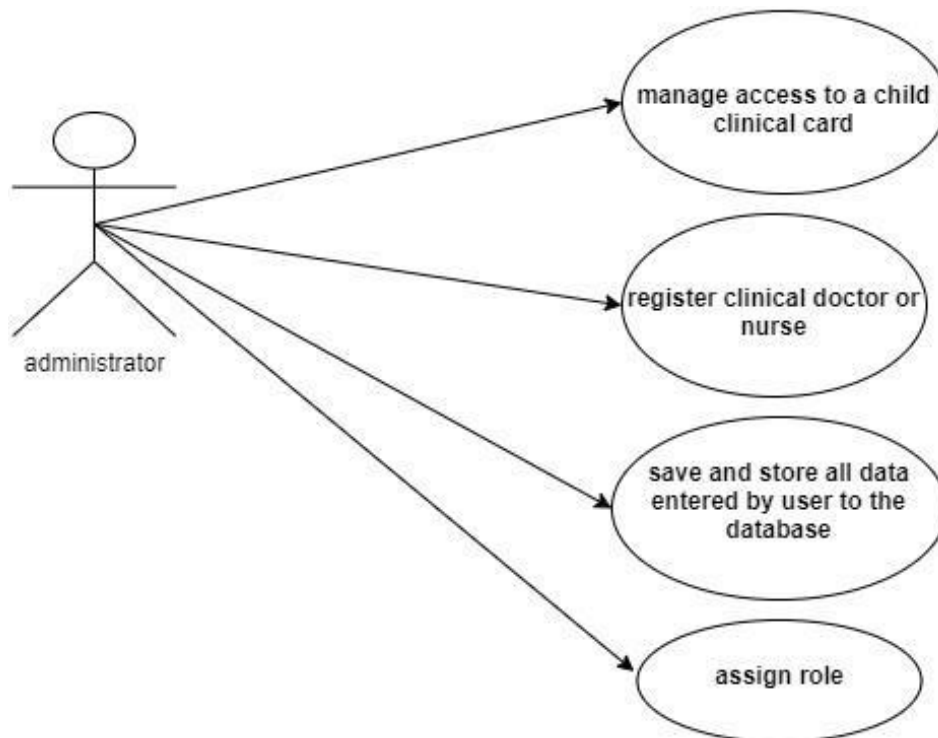 manage access to a child
clinical card
administrator
register clinical doctor or
nurse
save and store all data
entered by user to the
database
assign role